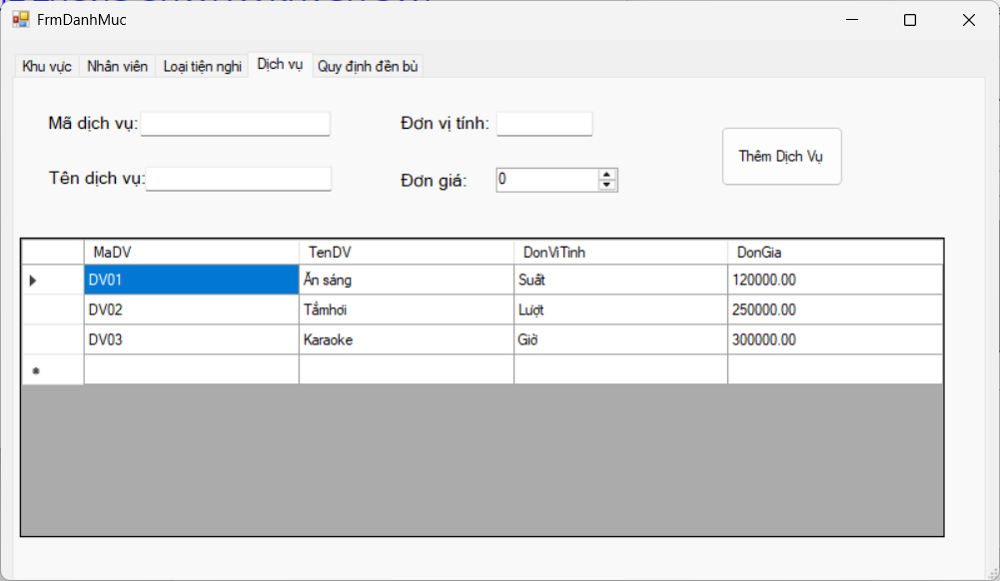 FrmDanhMuc
Khu vực Nhân viên Loại tiện nghi Dịch vụ Quy định đền bù
Mã dịch vụ: Đơn vị tính:
Thêm Dịch Vụ
Tên dịch vụ: Đơn giá: 0
MaDV TenDV DonViTinh DonGia
DV01 Ăn sáng Suất 120000.00
DV02 Tắmhơi Lượt 250000.00
DV03 Karaoke Giờ 300000.00